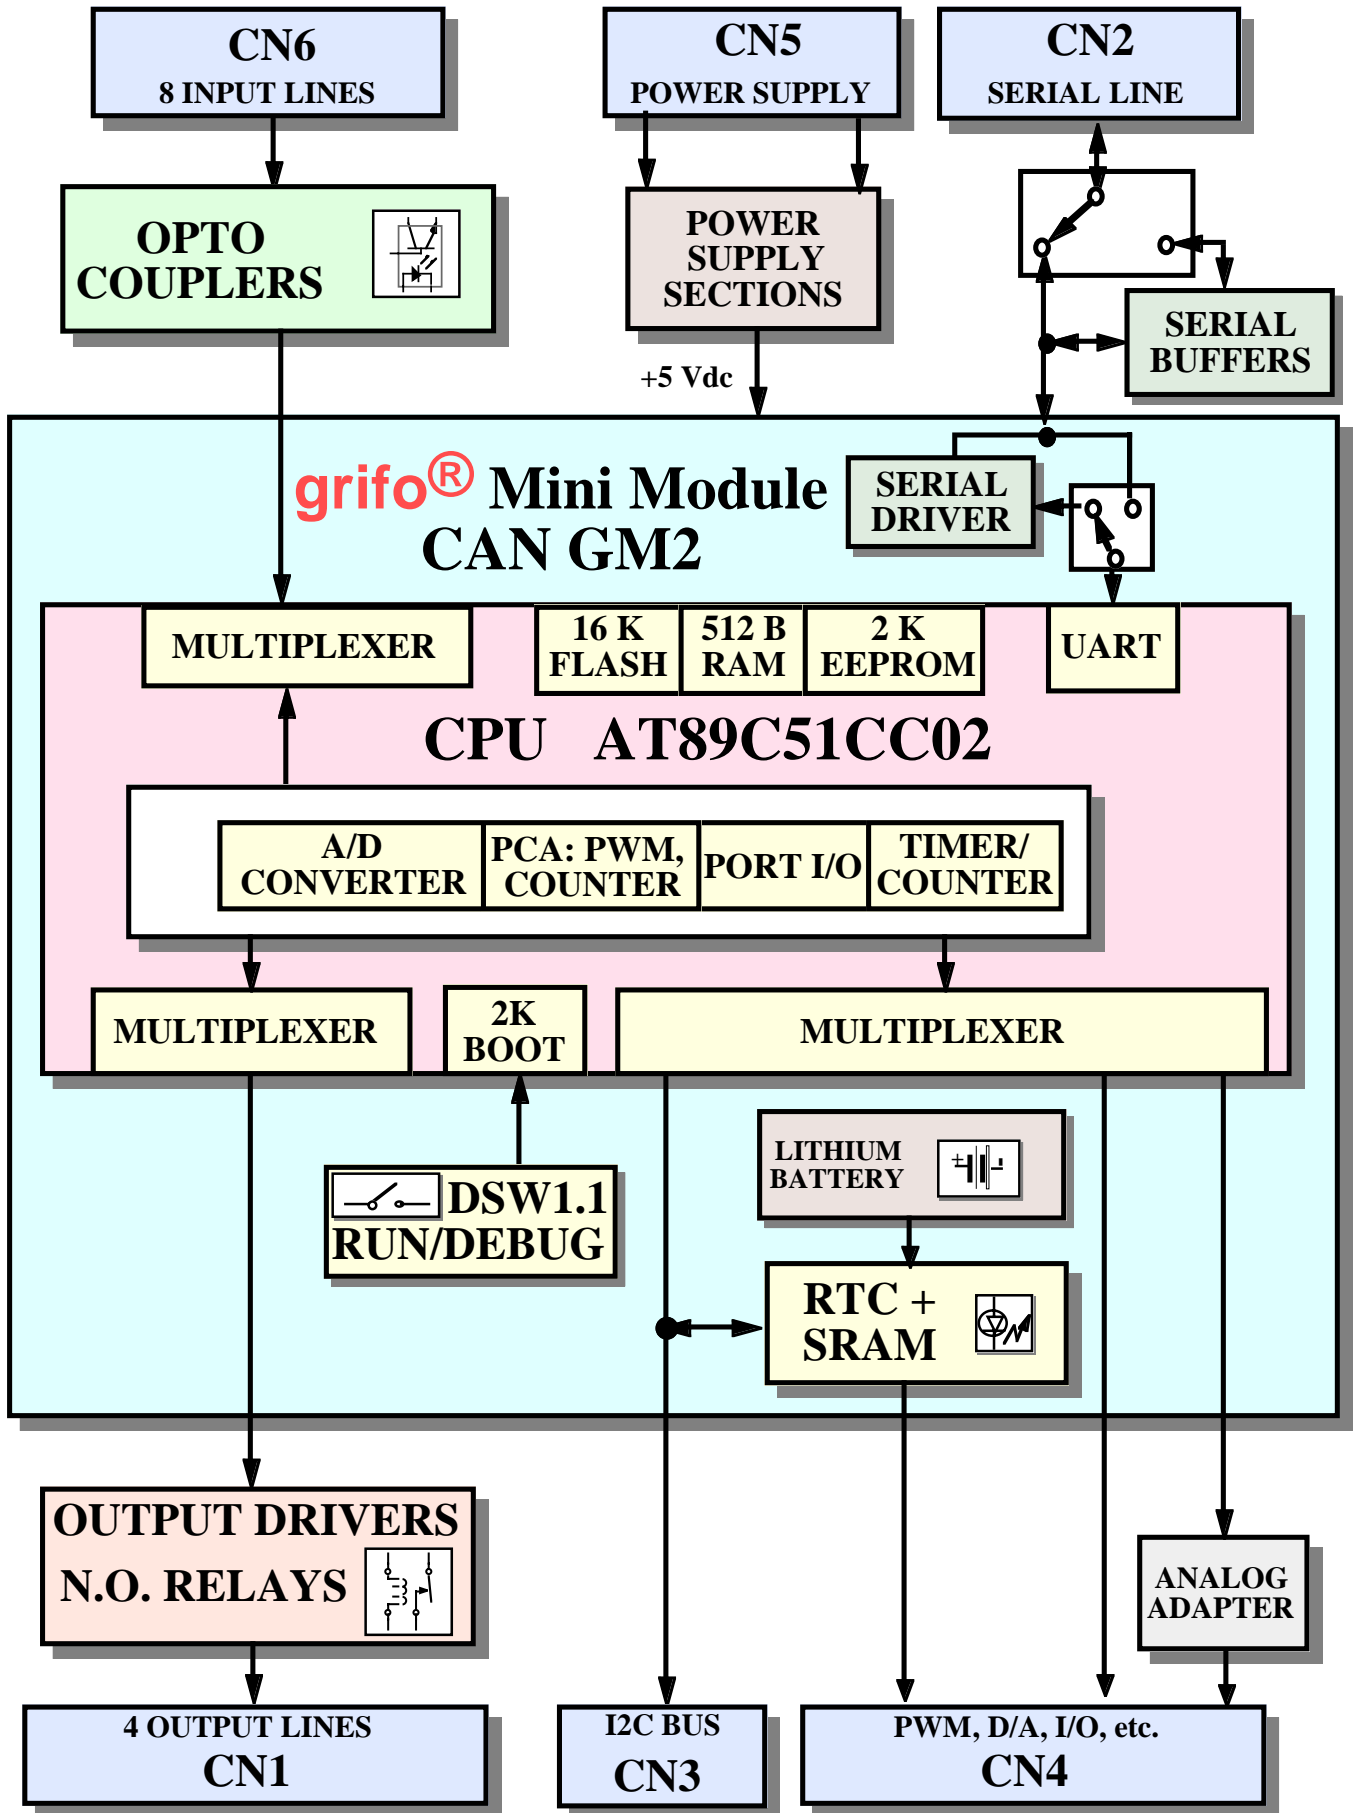 CN6
8 INPUT LINES
CN5
POWER SUPPLY
CN2
SERIAL LINE
OPTO
COUPLERS
POWER
SUPPLY
SECTIONS
SERIAL
BUFFERS
+5 Vdc
grifo® Mini Module
CAN GM2
SERIAL
DRIVER
MULTIPLEXER
16 K
FLASH
512 B
RAM
2 K
EEPROM
UART
CPU AT89C51CC02
A/D
CONVERTER
PCA: PWM,
COUNTER
PORT I/O
TIMER/
COUNTER
MULTIPLEXER
2K
BOOT
MULTIPLEXER
DSW1.1
RUN/DEBUG
LITHIUM
BATTERY
+ -
RTC +
SRAM
OUTPUT DRIVERS
N.O. RELAYS
ANALOG
ADAPTER
4 OUTPUT LINES
CN1
I2C BUS
CN3
PWM, D/A, I/O, etc.
CN4